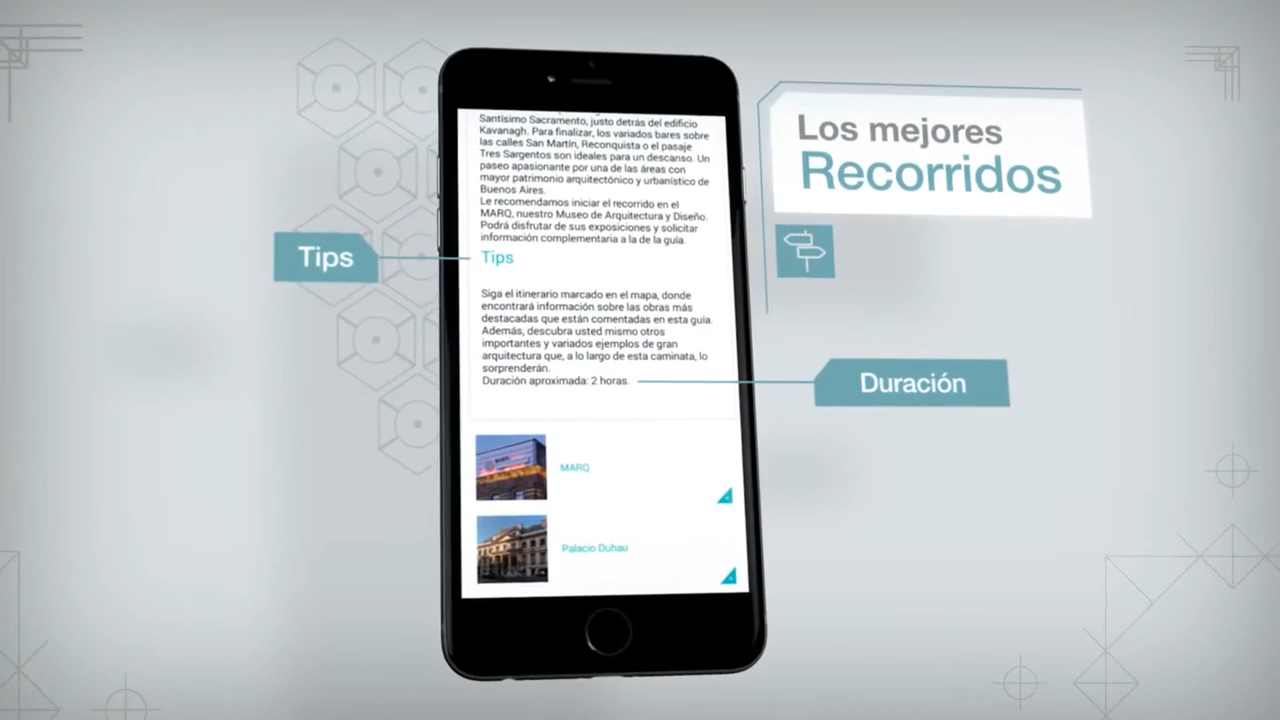 Los mejores
Recorridos
Santísimo Sacramento, justo detrás del edificio
Kavanagh. Para finalizar, los variados bares sobre
las calles San Martín, Reconquista o el pasaje
Tres Sargentos son ideales para un descanso. Un
paseo apasionante por una de las áreas con
mayor patrimonio arquitectónico y urbanístico de
Buenos Aires.
Le recomendamos iniciar el recorrido en el
MARQ, nuestro Museo de Arquitectura y Diseño.
Podrá disfrutar de sus exposiciones y solicitar
información complementaria a la de la guía.
Tips
Tips
Siga el itinerario marcado en el mapa, donde
encontrará información sobre las obras más
destacadas que están comentadas en esta guía.
Además, descubra usted mismo otros
importantes y variados ejemplos de gran
arquitectura que, a lo largo de esta caminata, lo
sorprenderán.
Duración aproximada: 2 horas.
Duración
MARQ
Palacio Duhau